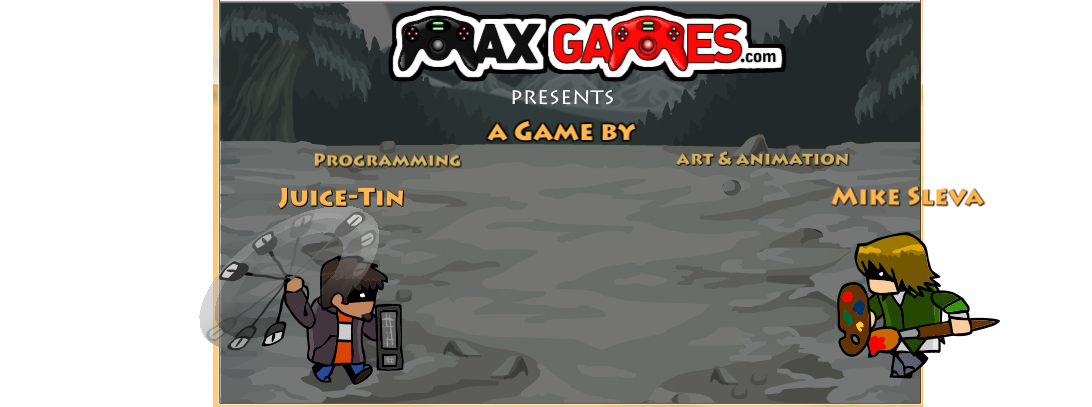 MAX GAMES.com
PRESENTS
A GAME BY
PROGRAMMING
ART & ANIMATION
JUICE-TIN
MIKE SLEVA